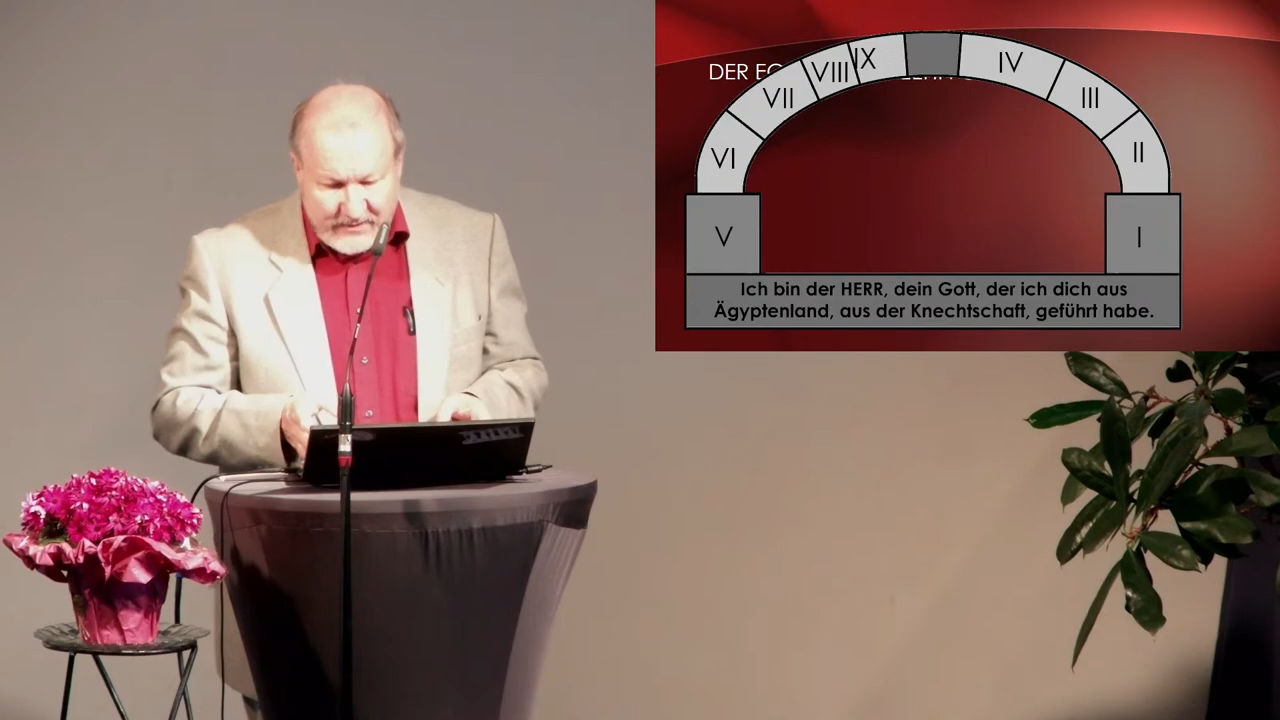 DER
IX
IV
VIII
VII
III
VI
II
V
I
Ich bin der HERR, dein Gott, der ich dich aus
Ägyptenland, aus der Knechtschaft, geführt habe.